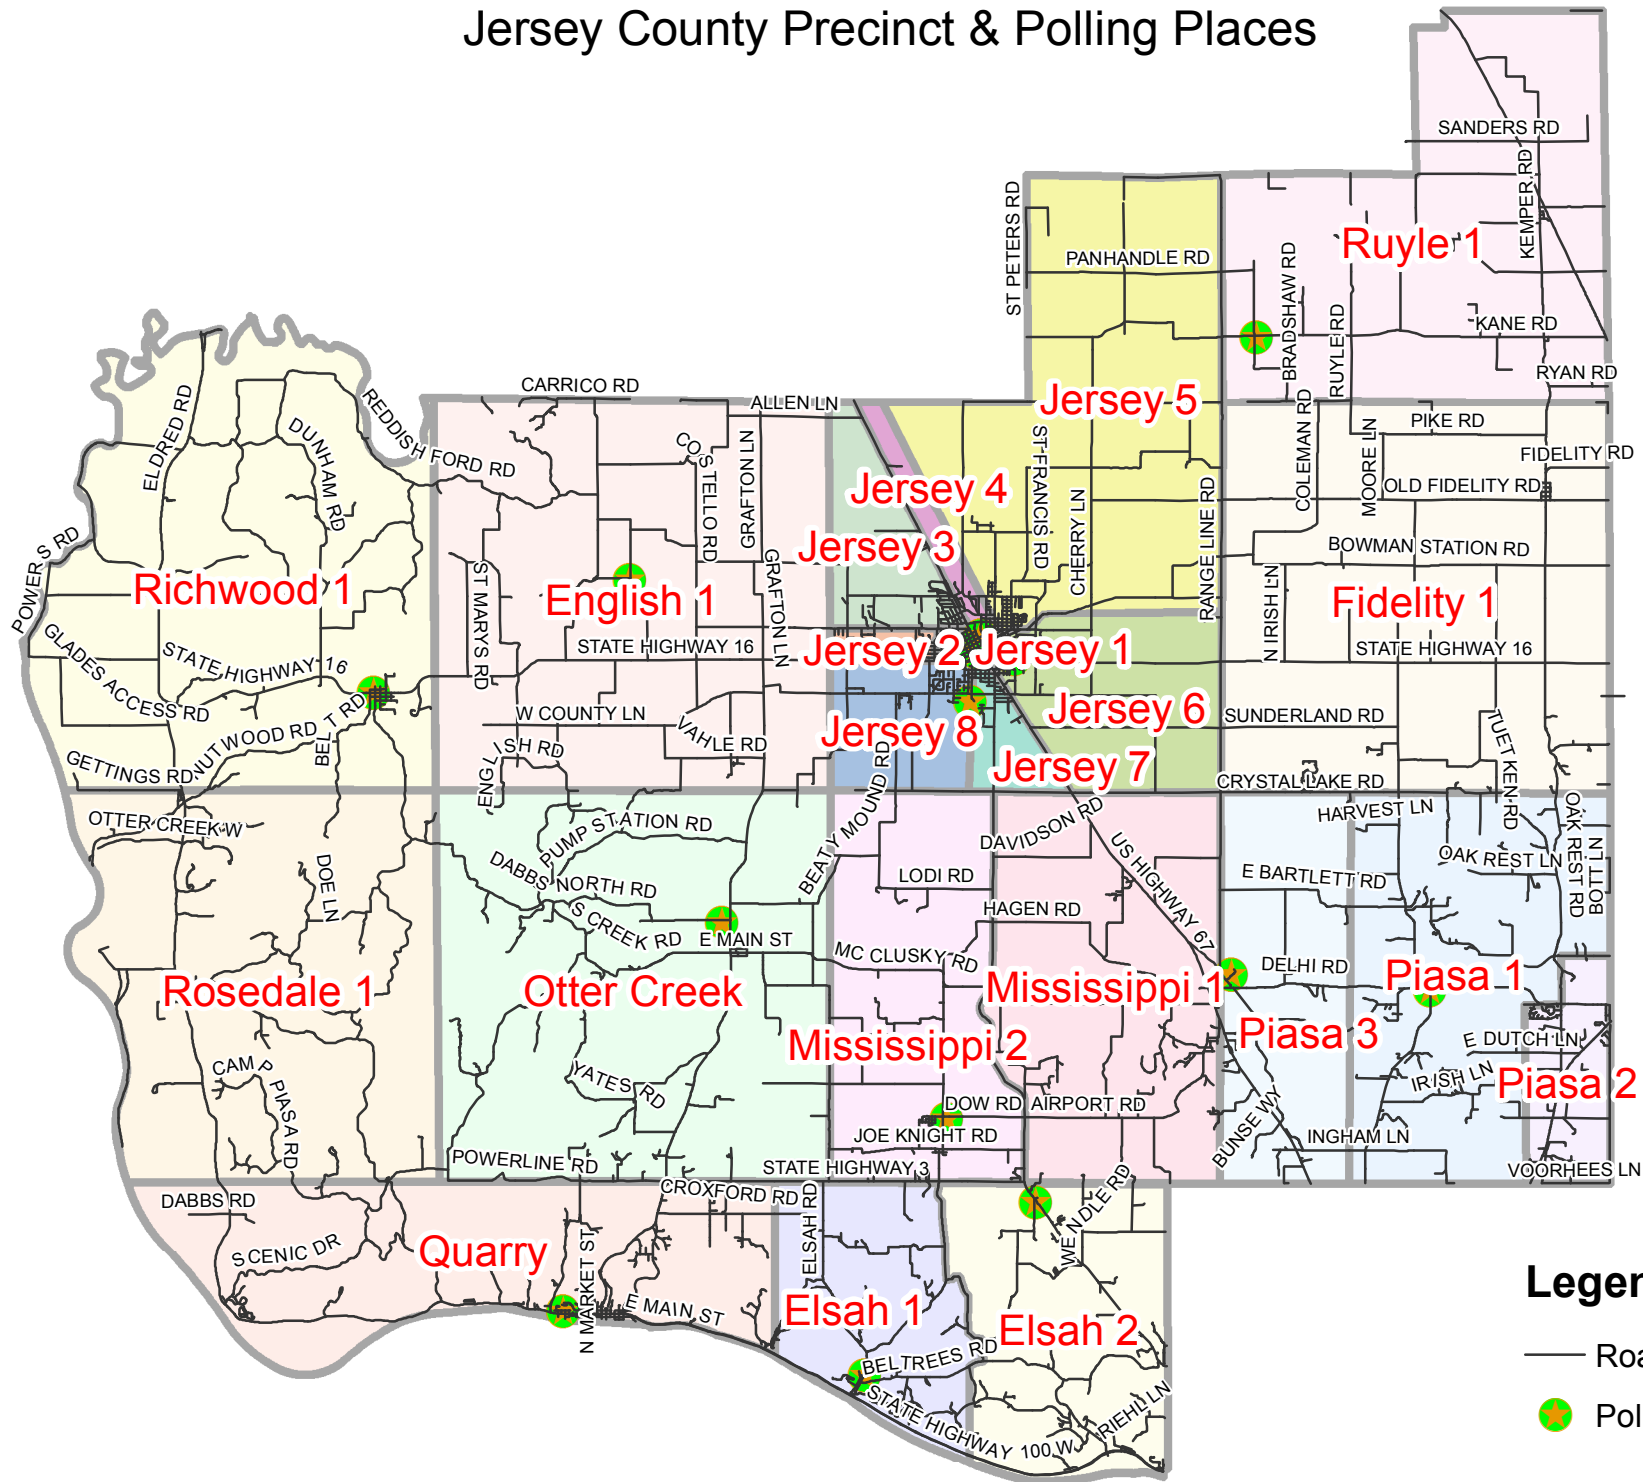 Jersey County Precinct & Polling Places
SANDERS RD
KEMPER RD
ST PETERS RD
PANHANDLE RD
Ruyle 1
BRADSHAW RD
RUYLE RD
KANE RD
RYAN RD
CARRICO RD
ALLEN LN
Jersey 5
ELDRED RD
REDDISH FORD RD
DUNHAM RD
COSTELLO RD
GRAFTON LN
ST FRANCIS RD
COLEMAN RD
MOORE LN
PIKE RD
FIDELITY RD
Jersey 4
CHERRY LN
RANGE LINE RD
OLD FIDELITY RD
POWERS RD
Jersey 3
BOWMAN STATION RD
Richwood 1
ST MARYS RD
English 1
GRAFTON LN
N IRISH LN
Fidelity 1
GLADES ACCESS RD
STATE HIGHWAY 16
STATE HIGHWAY 16
Jersey 2
Jersey 1
STATE HIGHWAY 16
NUTWOOD RD
BELT RD
W COUNTY LN
VAHLE RD
Jersey 8
Jersey 6
SUNDERLAND RD
TUETKEN RD
GETTINGS RD
ENGLISH RD
Jersey 7
CRYSTAL LAKE RD
OTTER CREEK W
PUMP STATION RD
BEATY MOUND RD
DAVIDSON RD
HARVEST LN
OAK REST RD
DOE LN
DABBS NORTH RD
LODI RD
US HIGHWAY 67
E BARTLETT RD
OAK REST LN
BOTTI LN
S CREEK RD
E MAIN ST
HAGEN RD
MC CLUSKY RD
DELHI RD
Rosedale 1
Otter Creek
Mississippi 1
Piasa 1
Mississippi 2
Piasa 3
E DUTCH LN
CAMP PIASA RD
YATES RD
IRISH LN
Piasa 2
DOW RD
AIRPORT RD
JOE KNIGHT RD
BUNSE WY
INGHAM LN
POWERLINE RD
STATE HIGHWAY 3
VOORHEES LN
DABBS RD
CROXFORD RD
ELSAH RD
WENDLE RD
SCENIC DR
Quarry
N MARKET ST
E MAIN ST
Elsah 1
Elsah 2
Leger
BELTREES RD
Roa
STATE HIGHWAY 100 W
RIEHL LN
Pol